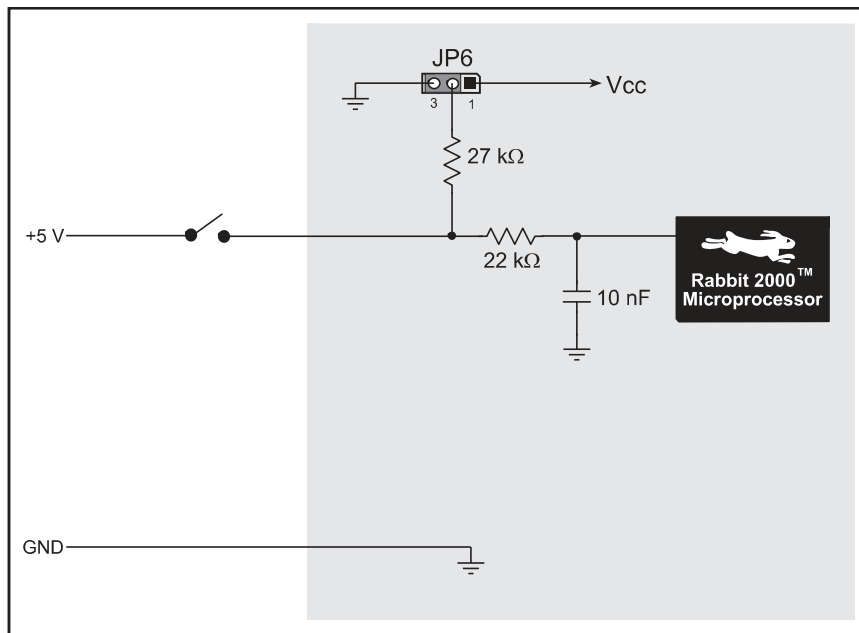 JP6
3
1
Vcc
27 kΩ
+5 V
22 kΩ
10 nF
Rabbit 2000™
Microprocessor
GND